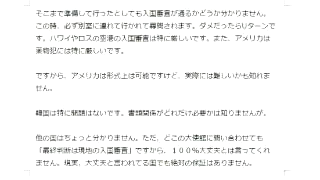 そこまで準備して行ったとしても入国審査が通るかどうか分かりません。
この時、必ず別室に連れて行かれて尋問されます。ダメだったらUターンで
す。ハワイやロスの空港の入国審査は特に厳しいです。また、アメリカは
薬物犯には特に厳しいです。
ですから、アメリカは形式上は可能ですけど、実際には難しいかも知れま
せん。
韓国は特に問題はないです。書類関係がどれだけ必要かは知りませんが。
他の国はちょっと分かりません。ただ、どこの大使館に問い合わせても
「最終判断は現地の入国審査」ですから、１００％大丈夫とは言ってくれ
ません。現実、大丈夫と言われてる国でも絶対の保証はありません。